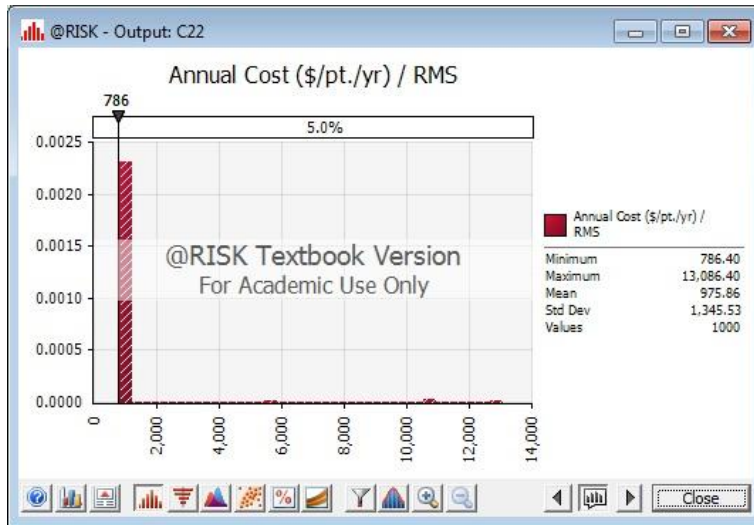 @RISK - Output: C22
Annual Cost ($/pt./yr) / RMS
786
5.0%
0.0025
0.0020
0.0015
0.0010
0.0005
0.0000
@RISK Textbook Version
For Academic Use Only
0
2,000
4,000
6,000
8,000
10,000
12,000
14,000
Annual Cost ($/pt./yr) /
RMS
Minimum 786.40
Maximum 13,086.40
Mean 975.86
Std Dev 1,345.53
Values 1000
Close